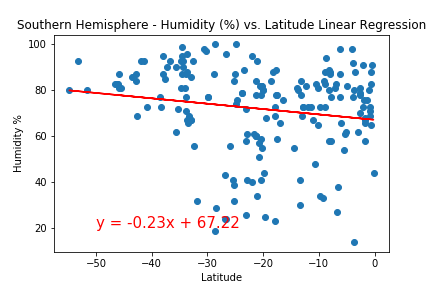 Southern Hemisphere - Humidity (%) vs. Latitude Linear Regression
100
80
60
40
20
Humidity %
y = -0.23x + 67.22
−50 −40 −30 −20 −10 0
Latitude